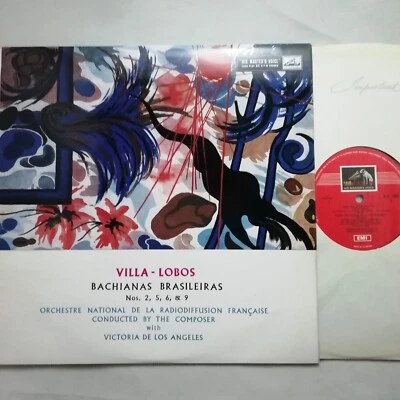 HIS MASTER'S VOICE
VILLA - LOBOS
BACHIANAS BRASILEIRAS
Nos. 2, 5, 6, & 9
ORCHESTRE NATIONAL DE LA RADIODIFFUSION FRANÇAISE
CONDUCTED BY THE COMPOSER
with
VICTORIA DE LOS ANGELES
EMI